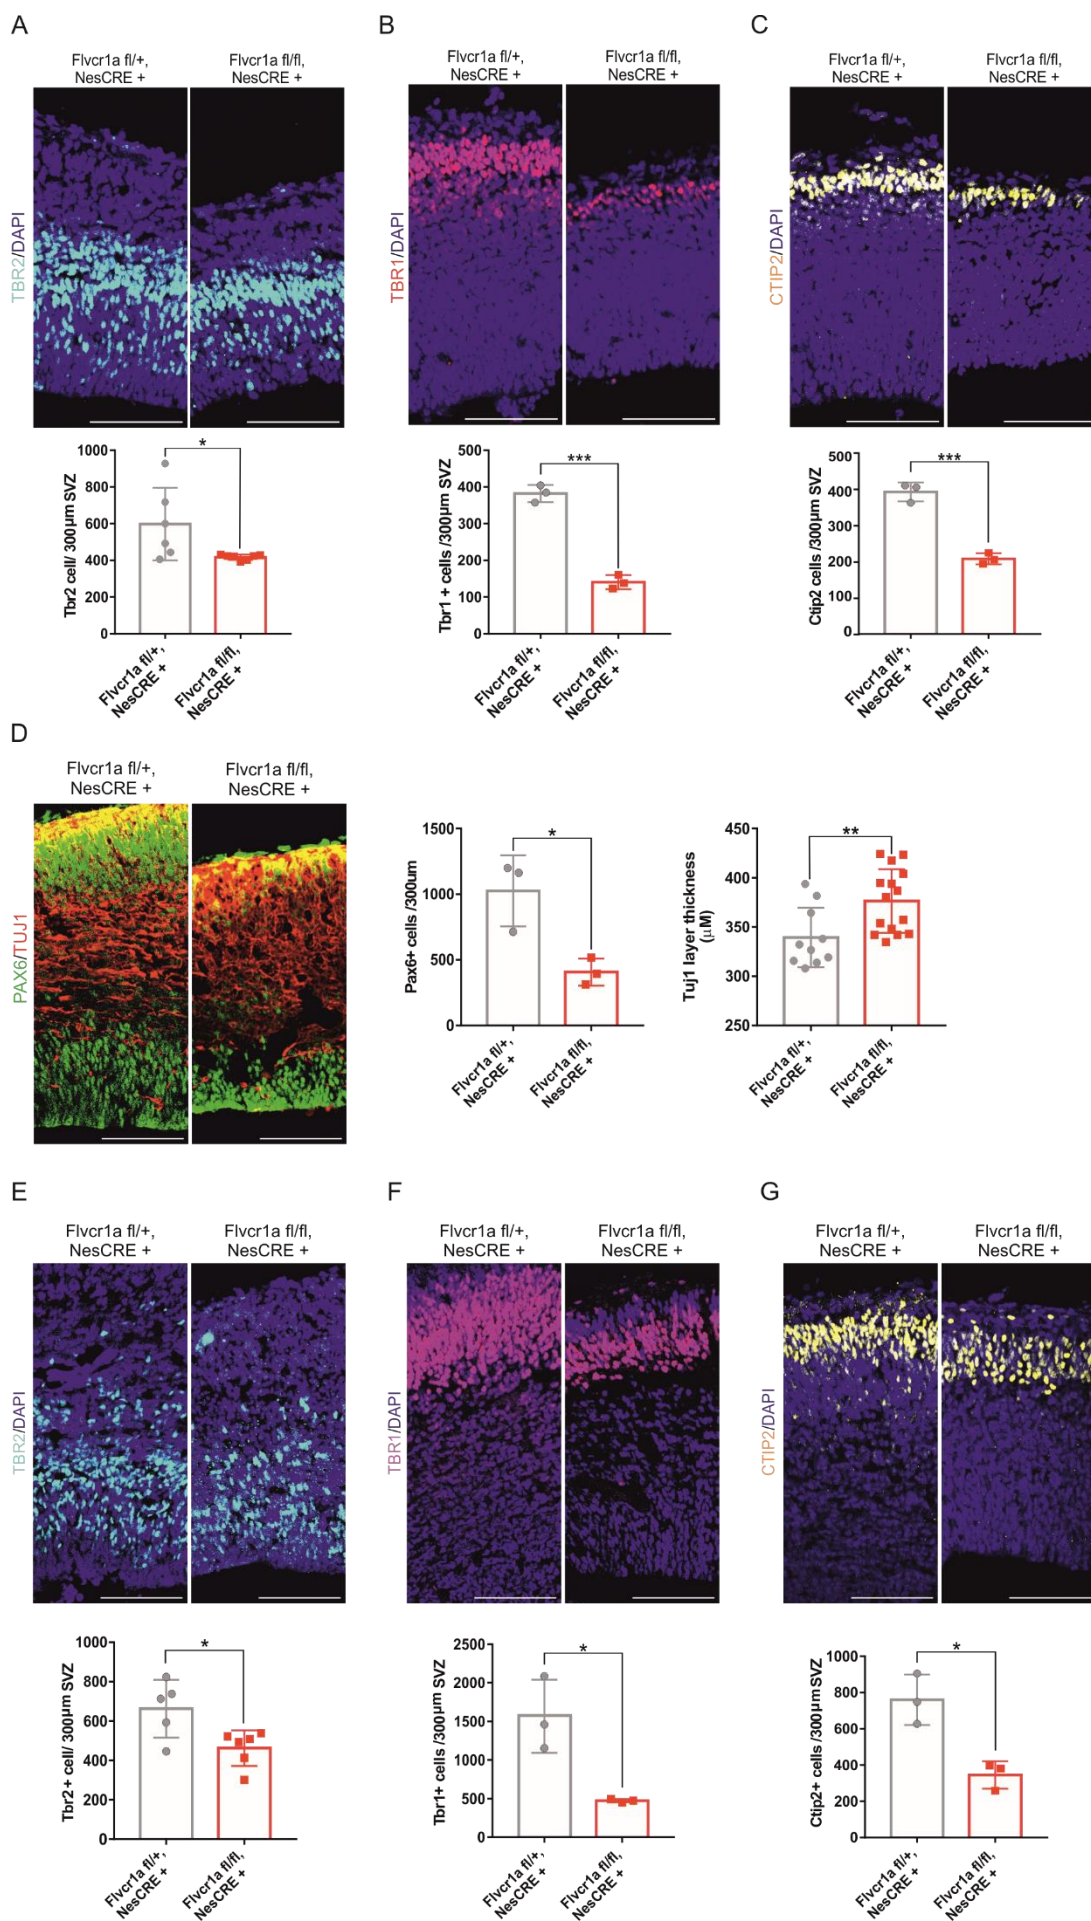 A
B
C
Flvcr1a fl/+,
NesCRE +
Flvcr1a fl/fl,
NesCRE +
Flvcr1a fl/+,
NesCRE +
Flvcr1a fl/fl,
NesCRE +
Flvcr1a fl/+,
NesCRE +
Flvcr1a fl/fl,
NesCRE +
TBR2/DAPI
TBR1/DAPI
CTIP2/DAPI
Tbr2 cell/ 300µm SVZ
1000
800
600
400
200
0
*
Flvcr1a fl/+,
NesCRE +
Flvcr1a fl/fl,
NesCRE +
Tbr1 + cells /300µm SVZ
500
400
300
200
100
0
***
Flvcr1a fl/+,
NesCRE +
Flvcr1a fl/fl,
NesCRE +
Ctip2 cells /300µm SVZ
500
400
300
200
100
0
***
Flvcr1a fl/+,
NesCRE +
Flvcr1a fl/fl,
NesCRE +
D
Flvcr1a fl/+,
NesCRE +
Flvcr1a fl/fl,
NesCRE +
PAX6/TUJ1
Pax6+ cells /300um
1500
1000
500
0
*
Flvcr1a fl/+,
NesCRE +
Flvcr1a fl/fl,
NesCRE +
Tuj1 layer thickness
(µM)
450
400
350
300
250
**
Flvcr1a fl/+,
NesCRE +
Flvcr1a fl/fl,
NesCRE +
E
F
G
Flvcr1a fl/+,
NesCRE +
Flvcr1a fl/fl,
NesCRE +
Flvcr1a fl/+,
NesCRE +
Flvcr1a fl/fl,
NesCRE +
Flvcr1a fl/+,
NesCRE +
Flvcr1a fl/fl,
NesCRE +
TBR2/DAPI
TBR1/DAPI
CTIP2/DAPI
Tbr2 + cell/ 300µm SVZ
1000
800
600
400
200
0
*
Flvcr1a fl/+,
NesCRE +
Flvcr1a fl/fl,
NesCRE +
Tbr1+ cells /300µm SVZ
2500
2000
1500
1000
500
0
*
Flvcr1a fl/+,
NesCRE +
Flvcr1a fl/fl,
NesCRE +
Ctip2+ cells /300µm SVZ
1000
800
600
400
200
0
*
Flvcr1a fl/+,
NesCRE +
Flvcr1a fl/fl,
NesCRE +